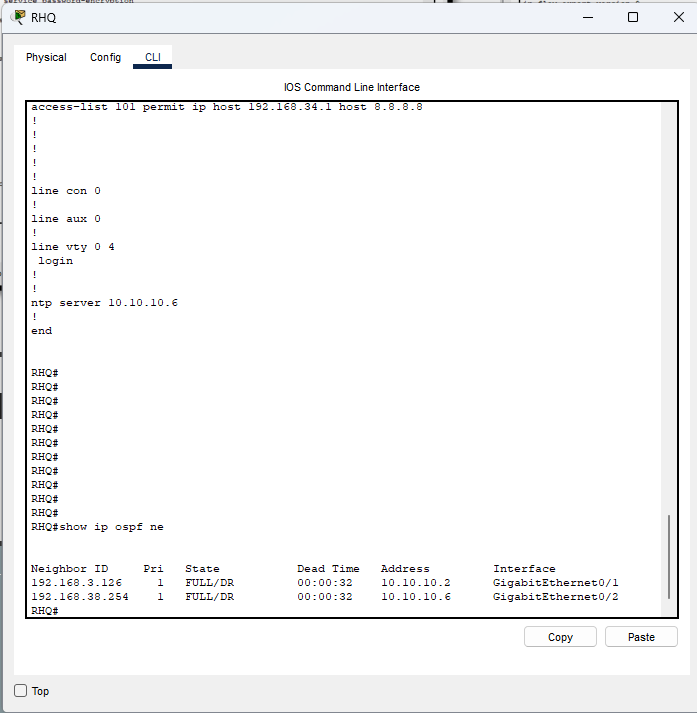 service password-encryption
RHQ
Physical Config CLI
IOS Command Line Interface
access-list 101 permit ip host 192.168.34.1 host 8.8.8.8
!
!
!
!
!
line con 0
!
line aux 0
!
line vty 0 4
login
!
!
ntp server 10.10.10.6
!
end
RHQ#
RHQ#
RHQ#
RHQ#
RHQ#
RHQ#
RHQ#
RHQ#
RHQ#
RHQ#
RHQ#
RHQ#show ip ospf ne
Neighbor ID Pri State Dead Time Address Interface
192.168.3.126 1 FULL/DR 00:00:32 10.10.10.2 GigabitEthernet0/1
192.168.38.254 1 FULL/DR 00:00:32 10.10.10.6 GigabitEthernet0/2
RHQ#
Copy Paste
Top